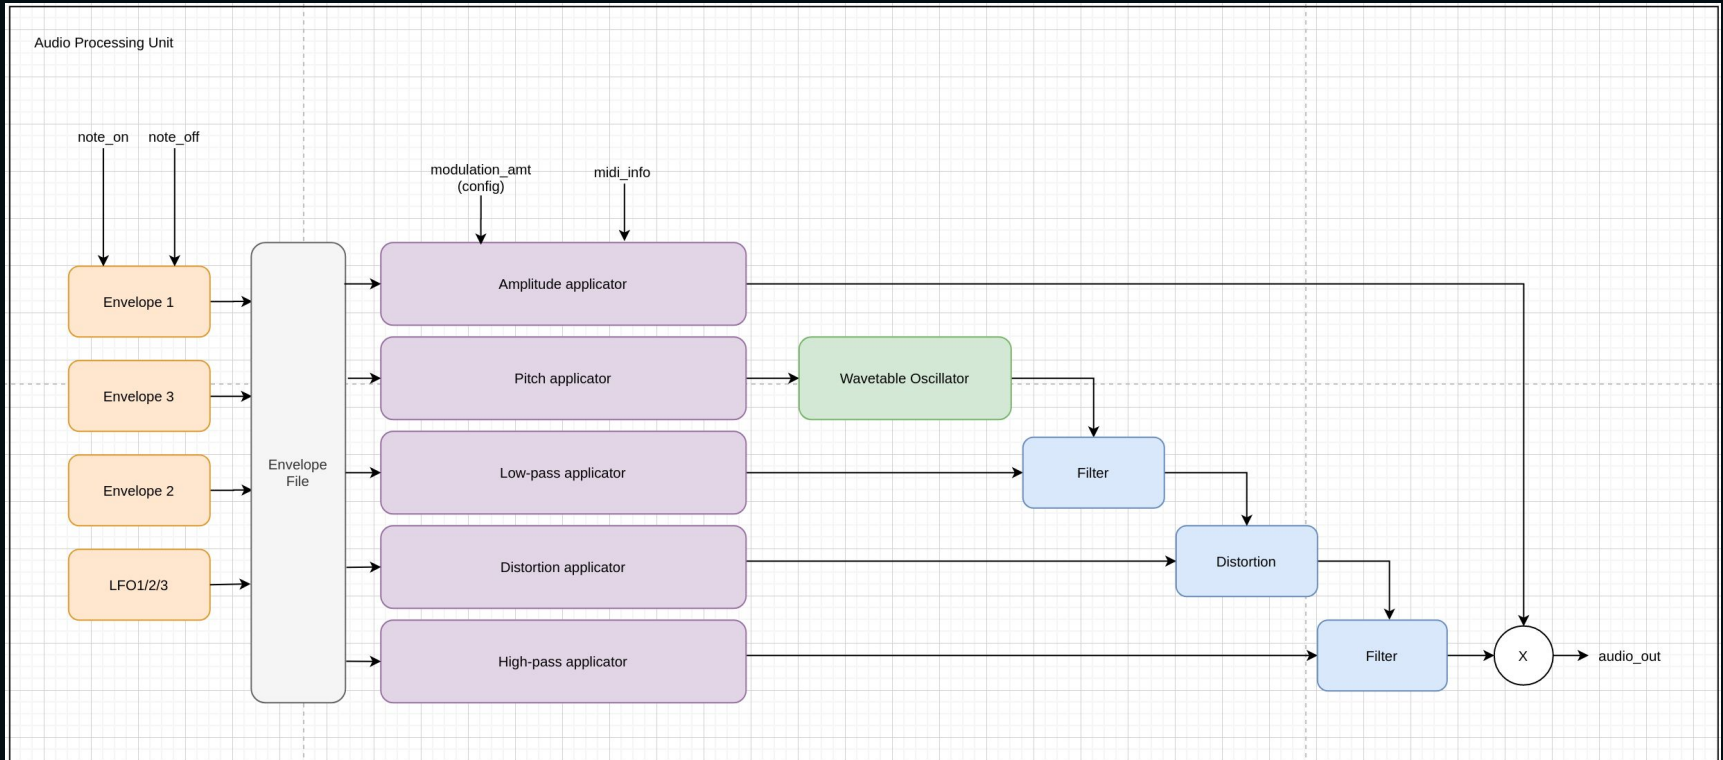 Audio Processing Unit
note_on
note_off
modulation_amt
(config)
midi_info
Envelope 1
Envelope 3
Envelope 2
LFO1/2/3
Envelope
File
Amplitude applicator
Pitch applicator
Wavetable Oscillator
Low-pass applicator
Filter
Distortion applicator
Distortion
High-pass applicator
Filter
X
audio_out